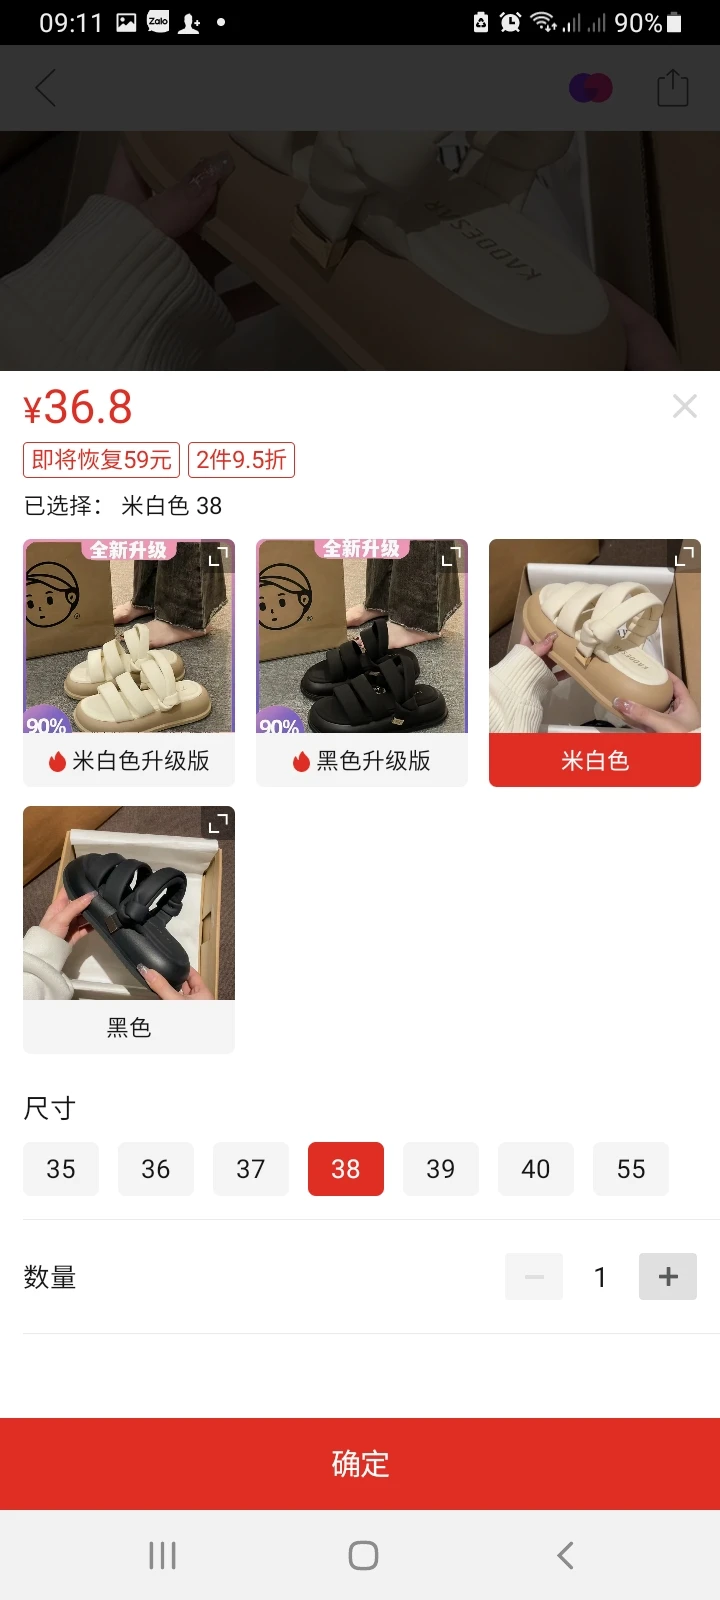 09:11 Zalo 90%
KAODESAR
¥36.8
即将恢复59元 2件9.5折
已选择： 米白色 38
全新升级 全新升级
90% 90%
米白色升级版 黑色升级版 米白色
黑色
尺寸
35 36 37 38 39 40 55
数量
1
确定